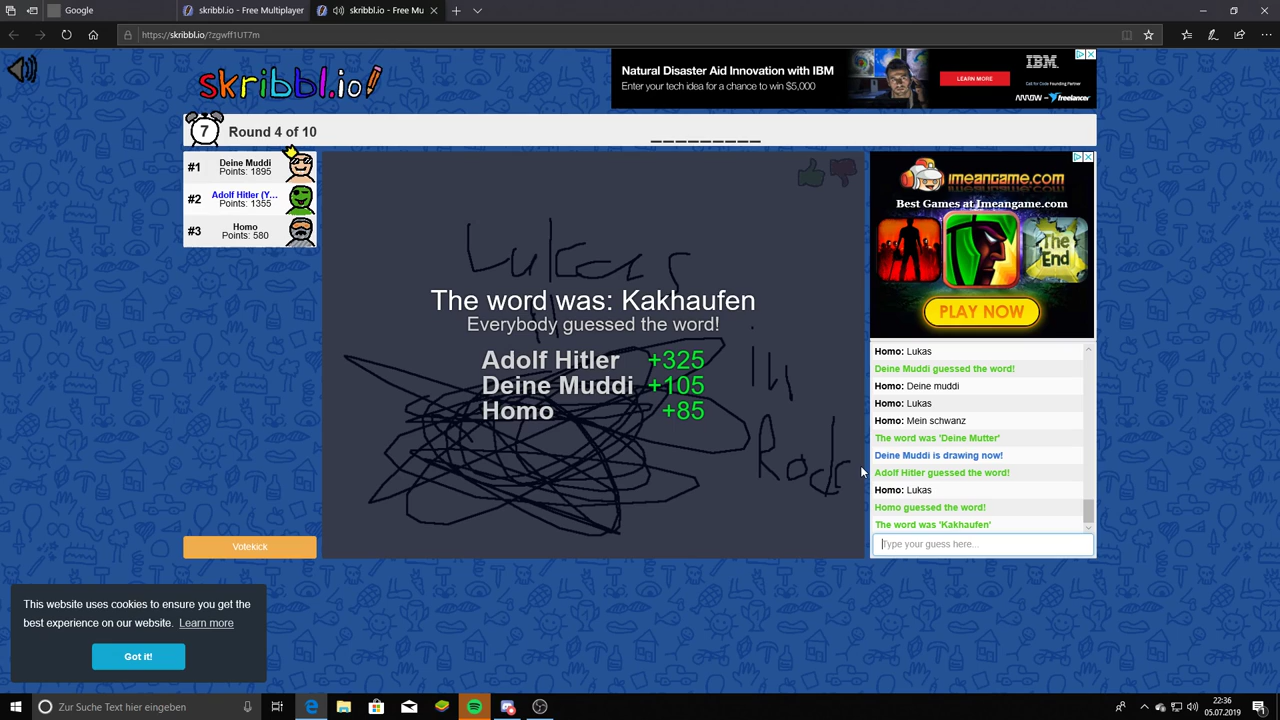 Google
skribbl.io - Free Multiplayer
skribbl.io - Free Mu
https://skribbl.io/?zgwff1UT7m
skribbl.io
Natural Disaster Aid Innovation with IBM
Enter your tech idea for a chance to win $5,000
LEARN MORE
IBM
ARROW
freelancer
7
Round 4 of 10
_________
#1
Deine Muddi
Points: 1895
#2
Adolf Hitler (Y...
Points: 1355
#3
Homo
Points: 580
Lukas
The word was: Kakhaufen
Everybody guessed the word!
Adolf Hitler +325
Deine Muddi +105
Homo +85
in
imeangame.com
Best Games at Imeangame.com
The End
PLAY NOW
Homo: Lukas
Deine Muddi guessed the word!
Homo: Deine muddi
Homo: Lukas
Homo: Mein schwanz
The word was 'Deine Mutter'
Deine Muddi is drawing now!
Adolf Hitler guessed the word!
Homo: Lukas
Homo guessed the word!
The word was 'Kakhaufen'
Type your guess here...
Votekick
This website uses cookies to ensure you get the
best experience on our website. Learn more
Got it!
Zur Suche Text hier eingeben
22:36
05.07.2019